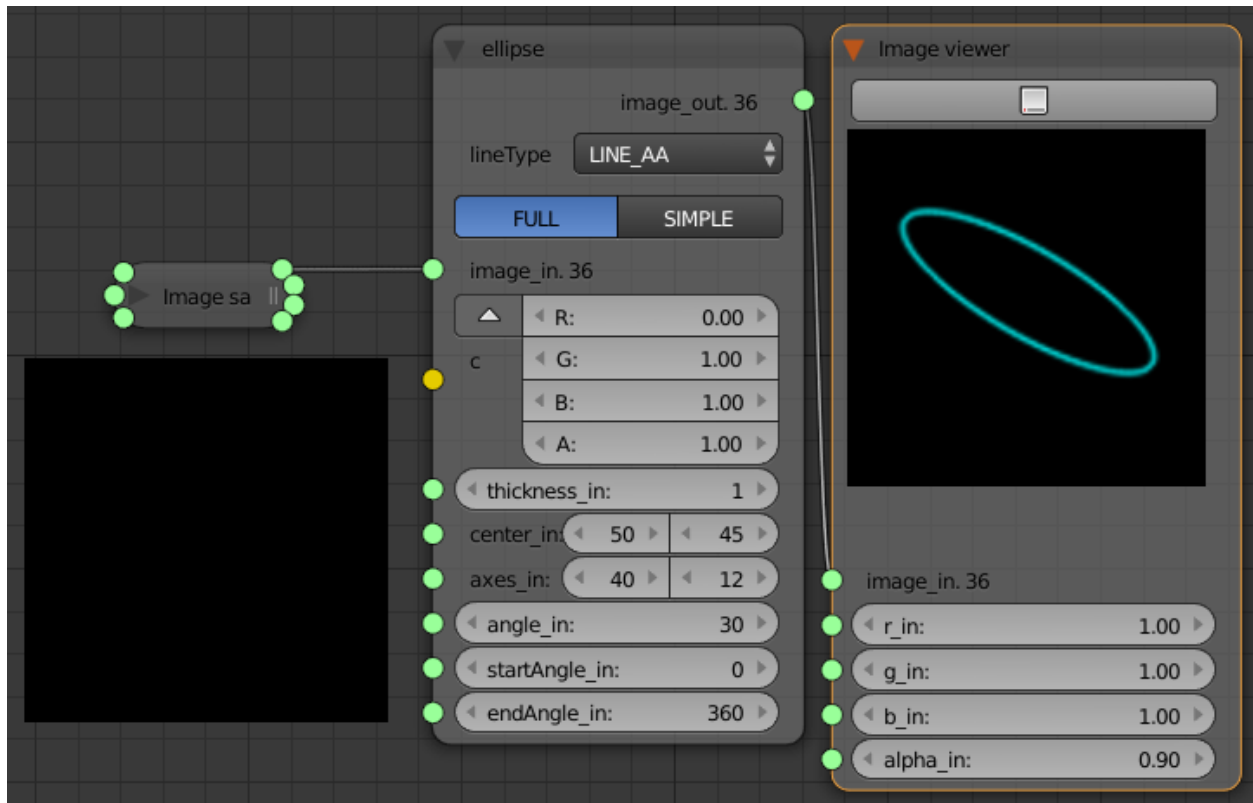 Image sa
ellipse
image_out. 36
lineType LINE_AA
FULL SIMPLE
image_in. 36
R: 0.00
c G: 1.00
B: 1.00
A: 1.00
thickness_in: 1
center_in: 50 45
axes_in: 40 12
angle_in: 30
startAngle_in: 0
endAngle_in: 360
Image viewer
image_in. 36
r_in: 1.00
g_in: 1.00
b_in: 1.00
alpha_in: 0.90